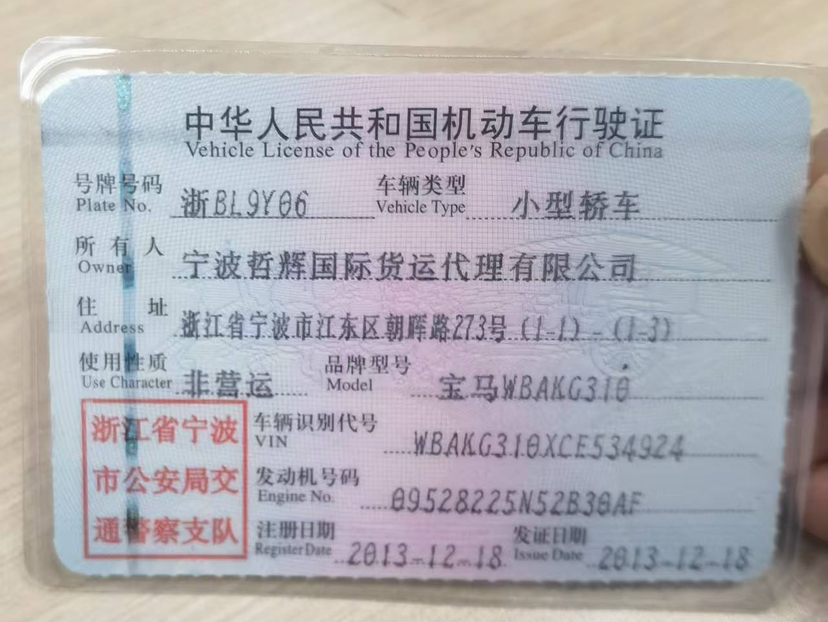 中华人民共和国机动车行驶证
Vehicle License of the People's Republic of China
号牌号码 浙BL9Y06 车辆类型 小型轿车
Plate No. Vehicle Type
所有人 宁波哲辉国际货运代理有限公司
Owner
住址 浙江省宁波市江东区朝晖路273号(1-1)-(1-3)
Address
使用性质 非营运 品牌型号 宝马WBAKG310
Use Character Model
浙江省宁波
市公安局交
通警察支队
车辆识别代号 WBAKG310XCE534924
VIN
发动机号码 09528225N52B30AF
Engine No.
注册日期 2013-12-18 发证日期 2013-12-18
Register Date Issue Date